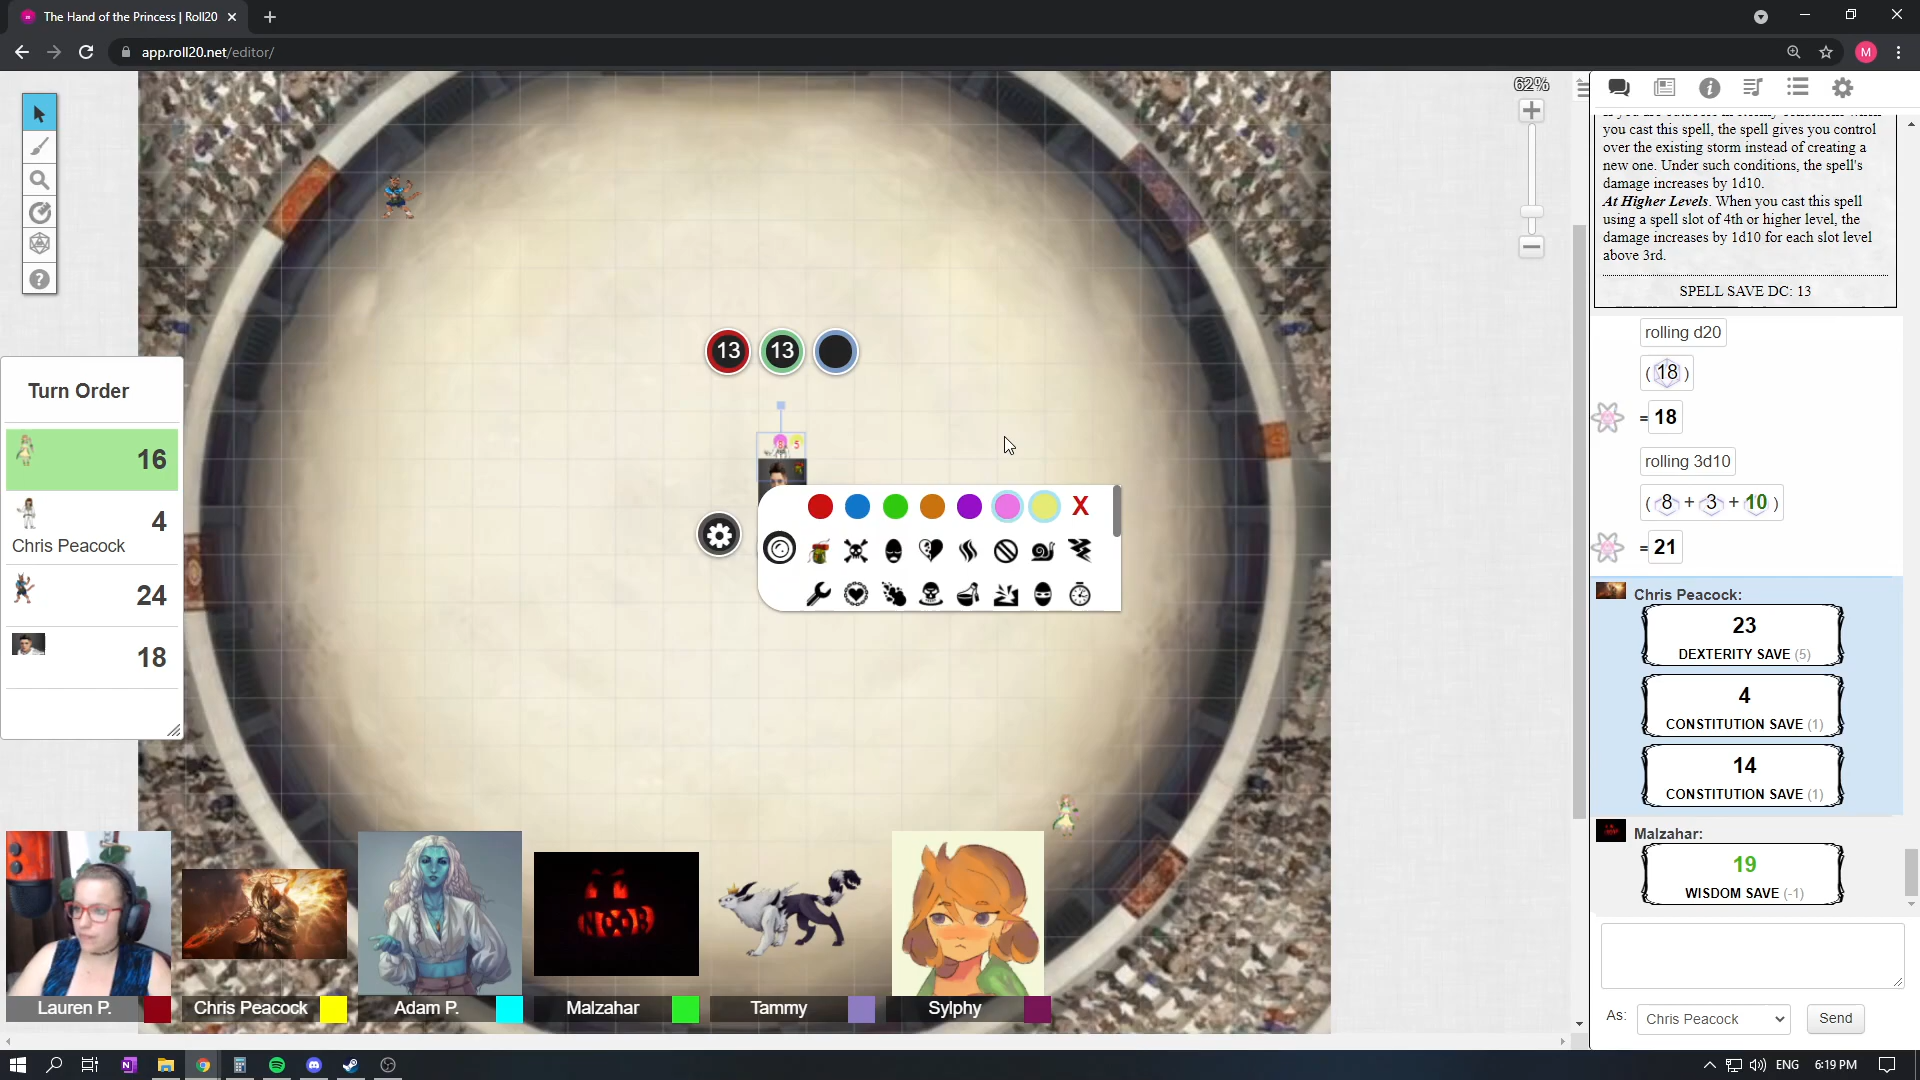 The Hand of the Princess | Roll20
app.roll20.net/editor/
M
62%
you cast this spell, the spell gives you control
over the existing storm instead of creating a
new one. Under such conditions, the spell's
damage increases by 1d10.
At Higher Levels. When you cast this spell
using a spell slot of 4th or higher level, the
damage increases by 1d10 for each slot level
above 3rd.
SPELL SAVE DC: 13
rolling d20
(18)
=18
rolling 3d10
(8+3+10)
=21
Chris Peacock:
23
DEXTERITY SAVE (5)
4
CONSTITUTION SAVE (1)
14
CONSTITUTION SAVE (1)
Malzahar:
19
WISDOM SAVE (-1)
As:
Chris Peacock
Send
13
13
5
X
Turn Order
16
4
Chris Peacock
24
18
NOOB
Lauren P.
Chris Peacock
Adam P.
Malzahar
Tammy
Sylphy
ENG
6:19 PM